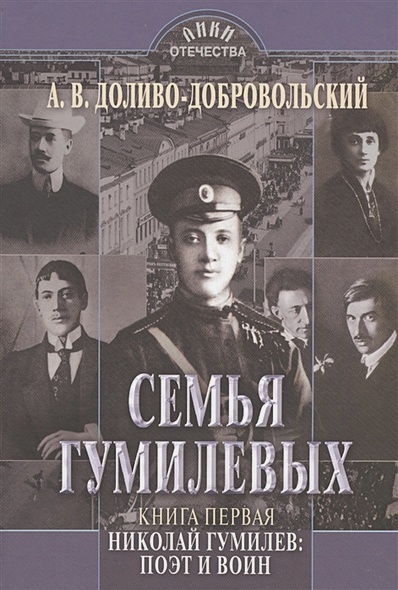 ЛИКИ
ОТЕЧЕСТВА
А. В. ДОЛИВО-ДОБРОВОЛЬСКИЙ
СЕМЬЯ
ГУМИЛЕВЫХ
КНИГА ПЕРВАЯ
НИКОЛАЙ ГУМИЛЕВ:
ПОЭТ И ВОИН